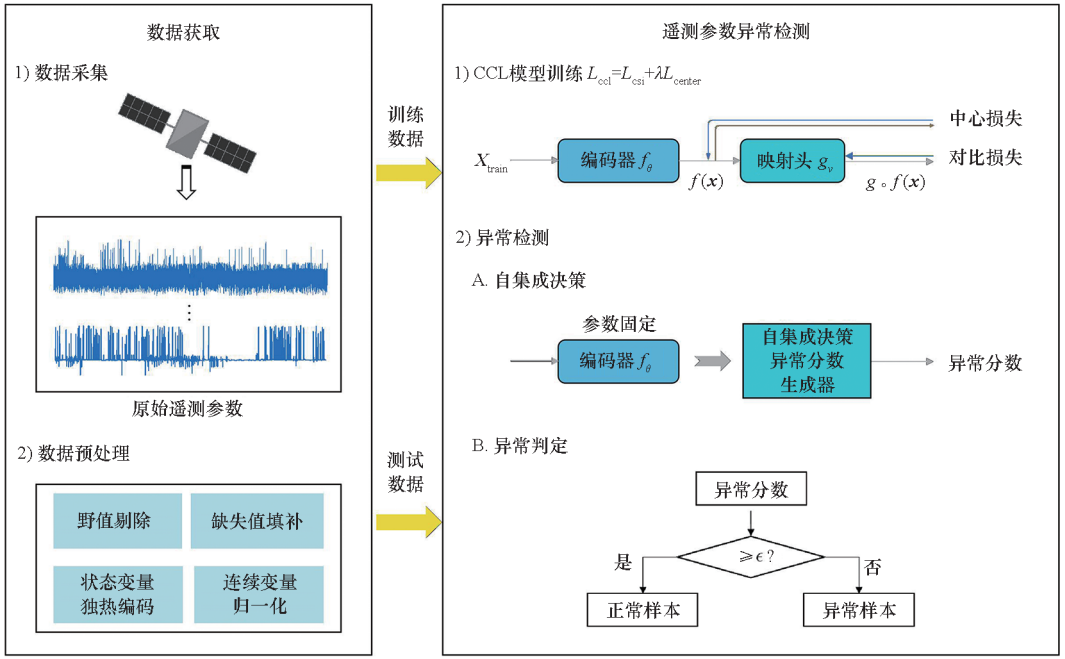 数据获取
1) 数据采集
原始遥测参数
2) 数据预处理
野值剔除
缺失值填补
状态变量
独热编码
连续变量
归一化
训练
数据
测试
数据
遥测参数异常检测
1) CCL模型训练 L_ccl=L_csi+λL_center
X_train
编码器 f_θ
f(x)
映射头 g_v
g∘f(x)
中心损失
对比损失
2) 异常检测
A. 自集成决策
参数固定
编码器 f_θ
自集成决策
异常分数
生成器
异常分数
B. 异常判定
异常分数
≥ϵ?
是
否
正常样本
异常样本